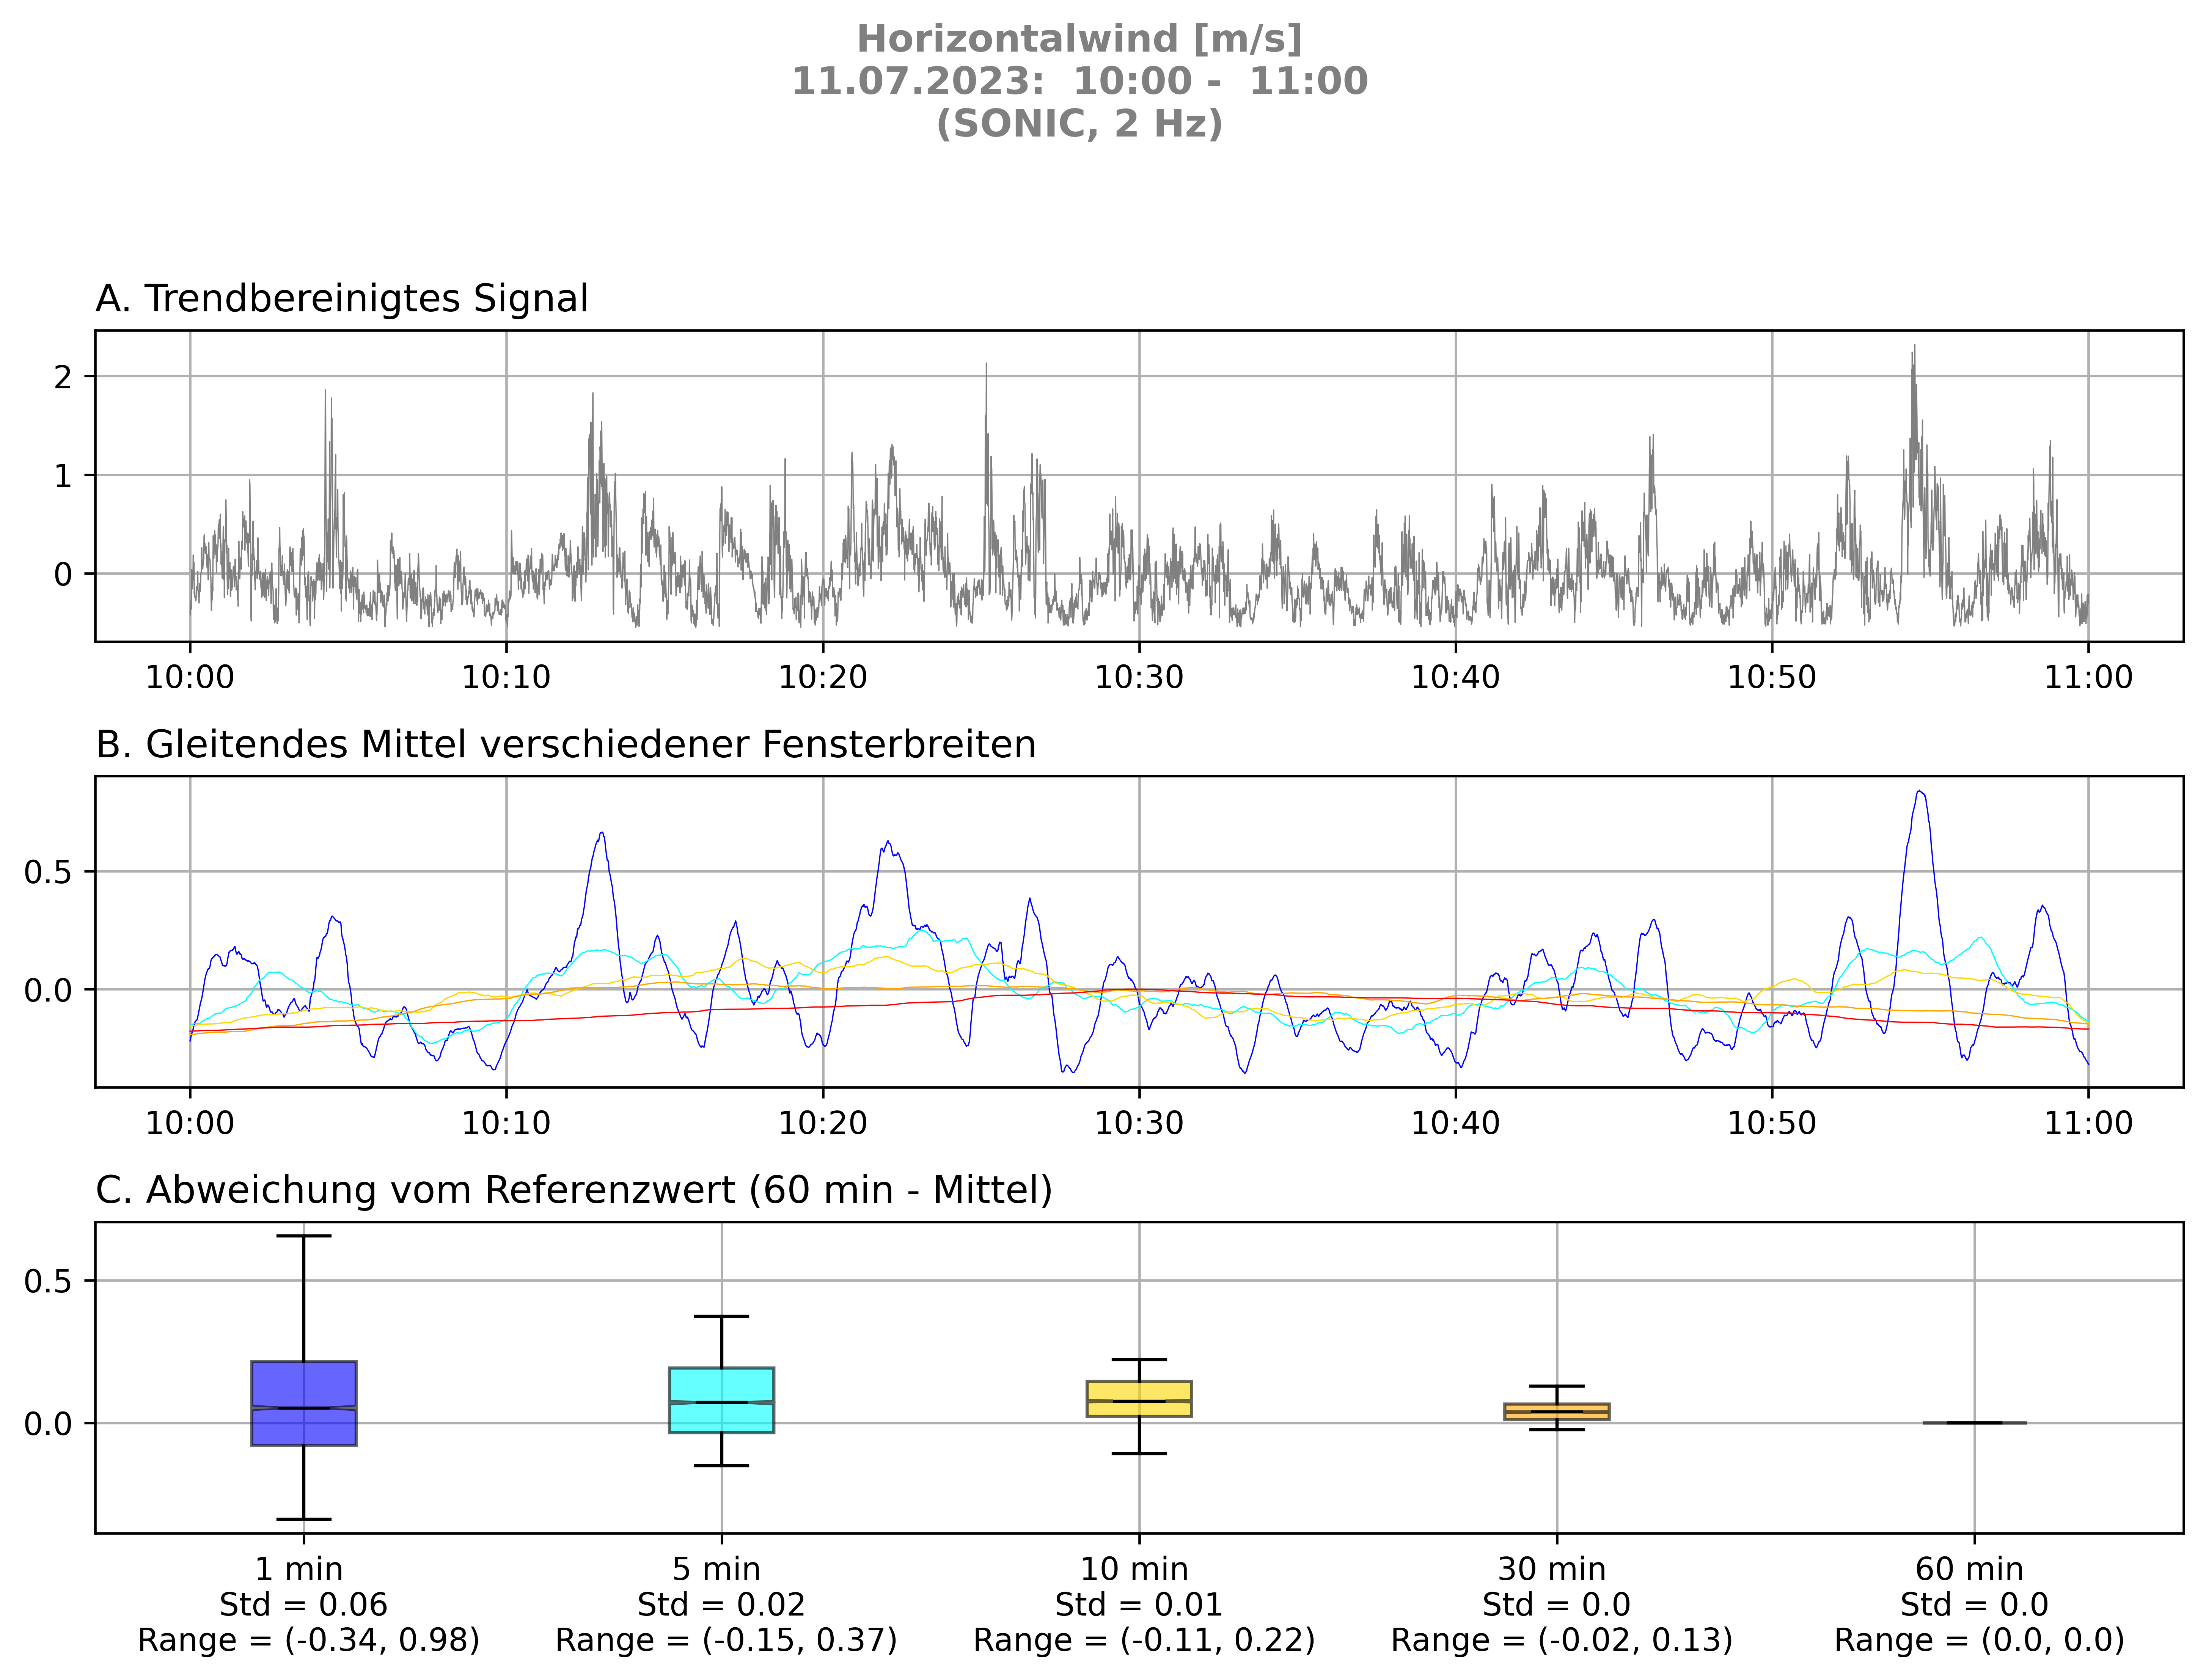 Horizontalwind [m/s]
11.07.2023:  10:00 -  11:00
(SONIC, 2 Hz)
A. Trendbereinigtes Signal
2
1
0
10:00 10:10 10:20 10:30 10:40 10:50 11:00
B. Gleitendes Mittel verschiedener Fensterbreiten
0.5
0.0
10:00 10:10 10:20 10:30 10:40 10:50 11:00
C. Abweichung vom Referenzwert (60 min - Mittel)
0.5
0.0
1 min 5 min 10 min 30 min 60 min
Std = 0.06 Std = 0.02 Std = 0.01 Std = 0.0 Std = 0.0
Range = (-0.34, 0.98) Range = (-0.15, 0.37) Range = (-0.11, 0.22) Range = (-0.02, 0.13) Range = (0.0, 0.0)